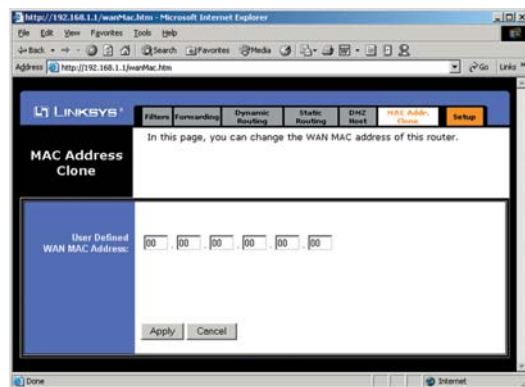 http://192.168.1.1/wanMac.htm - Microsoft Internet Explorer
File Edit View Favorites Tools Help
Back Search Favorites Media
Address http://192.168.1.1/wanMac.htm Go Links »
LINKSYS®
Filters Forwarding Dynamic Routing Static Routing DMZ Host MAC Addr. Clone Setup
MAC Address Clone
In this page, you can change the WAN MAC address of this router.
User Defined
WAN MAC Address: 00 . 00 . 00 . 00 . 00 . 00
Apply Cancel
Done Internet